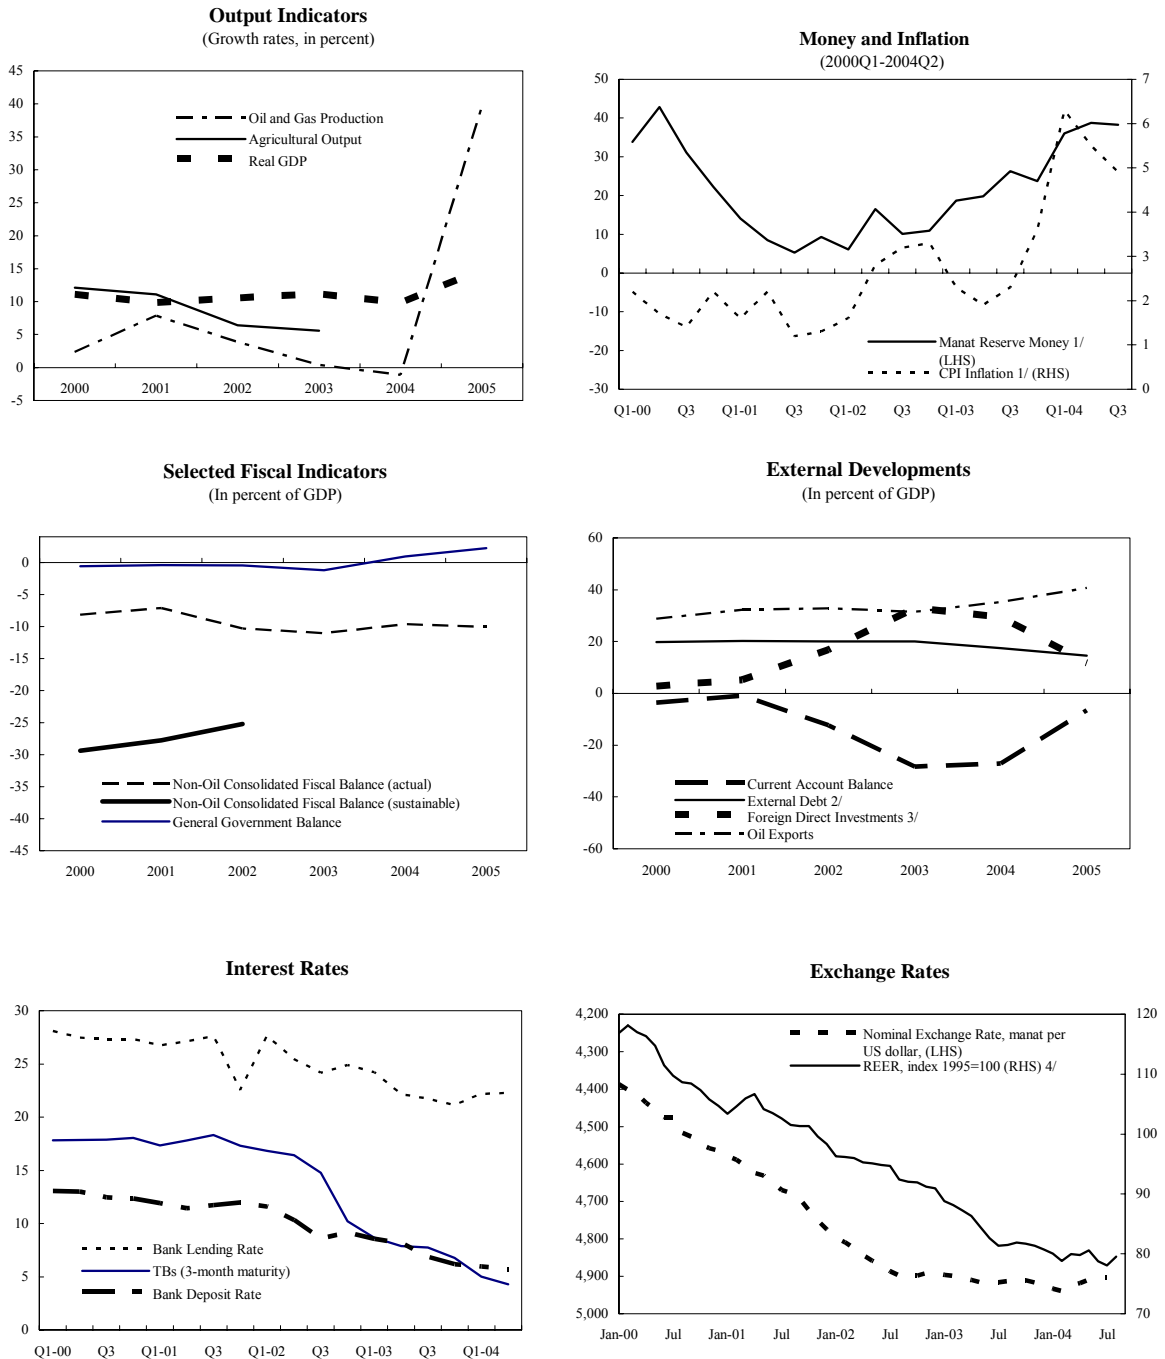 Output Indicators
(Growth rates, in percent)
45
40
35
30
25
20
15
10
5
0
-5
Oil and Gas Production
Agricultural Output
Real GDP
2000 2001 2002 2003 2004 2005
Money and Inflation
(2000Q1-2004Q2)
50
40
30
20
10
0
-10
-20
-30
7
6
5
4
3
2
1
0
Manat Reserve Money 1/
(LHS)
CPI Inflation 1/ (RHS)
Q1-00 Q3 Q1-01 Q3 Q1-02 Q3 Q1-03 Q3 Q1-04 Q3
Selected Fiscal Indicators
(In percent of GDP)
0
-5
-10
-15
-20
-25
-30
-35
-40
-45
Non-Oil Consolidated Fiscal Balance (actual)
Non-Oil Consolidated Fiscal Balance (sustainable)
General Government Balance
2000 2001 2002 2003 2004 2005
External Developments
(In percent of GDP)
60
40
20
0
-20
-40
-60
Current Account Balance
External Debt 2/
Foreign Direct Investments 3/
Oil Exports
2000 2001 2002 2003 2004 2005
Interest Rates
30
25
20
15
10
5
0
Bank Lending Rate
TBs (3-month maturity)
Bank Deposit Rate
Q1-00 Q3 Q1-01 Q3 Q1-02 Q3 Q1-03 Q3 Q1-04
Exchange Rates
4,200
4,300
4,400
4,500
4,600
4,700
4,800
4,900
5,000
120
110
100
90
80
70
Nominal Exchange Rate, manat per
US dollar, (LHS)
REER, index 1995=100 (RHS) 4/
Jan-00 Jul Jan-01 Jul Jan-02 Jul Jan-03 Jul Jan-04 Jul